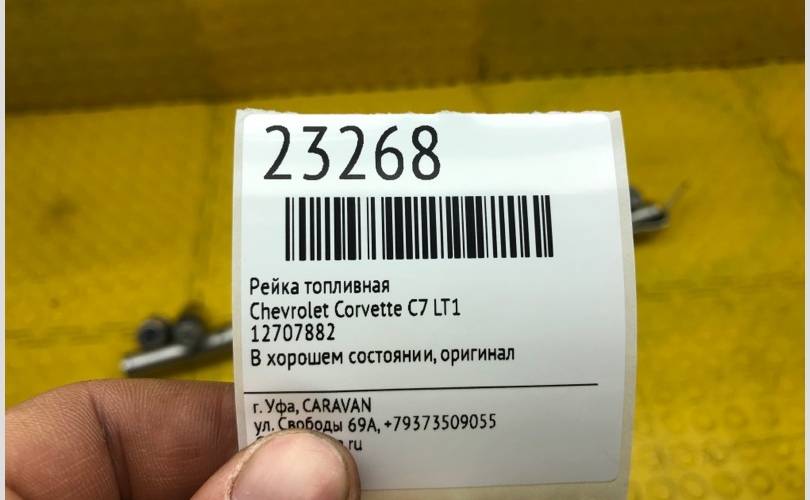 23268
Рейка топливная
Chevrolet Corvette C7 LT1
12707882
В хорошем состоянии, оригинал
г. Уфа, CARAVAN
ул. Свободы 69А, +79373509055